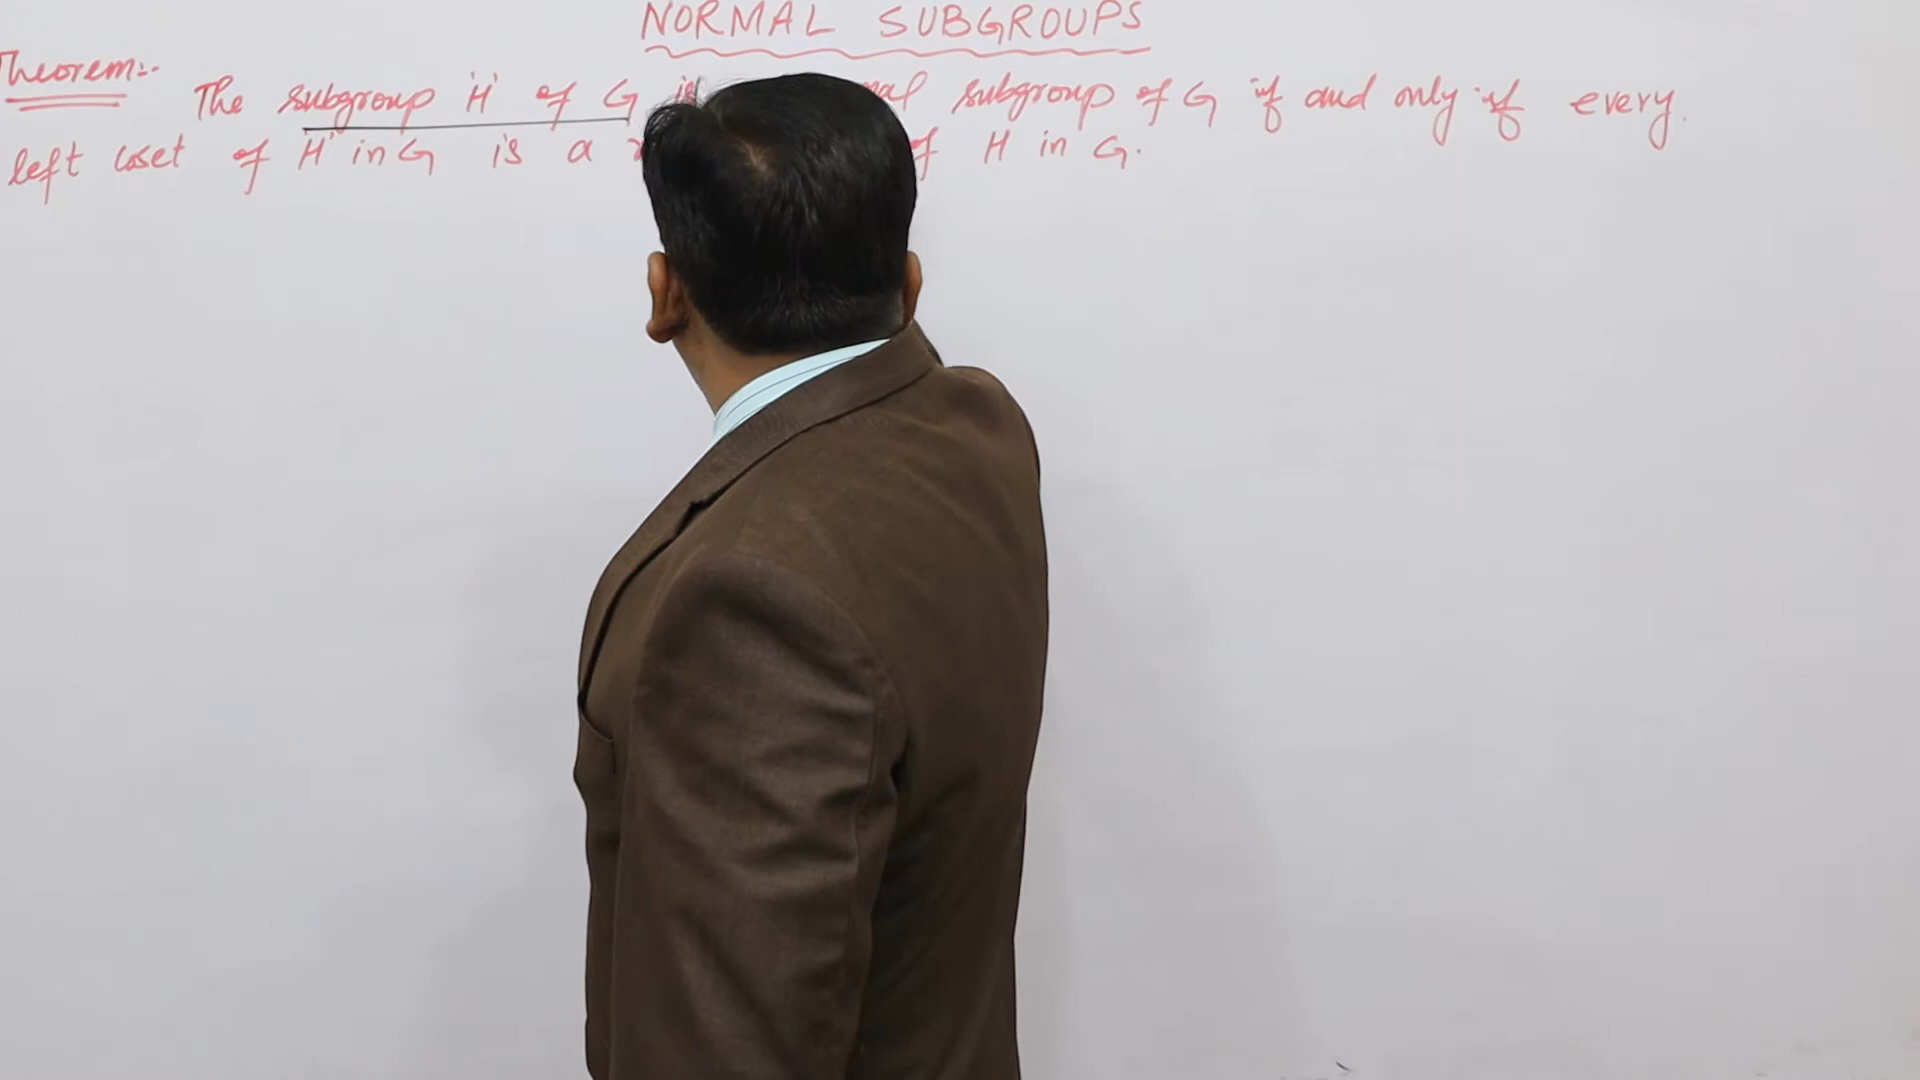 NORMAL SUBGROUPS
Theorem:-
The subgroup H of G is subgroup of G if and only if every
left coset of H in G is a of H in G.